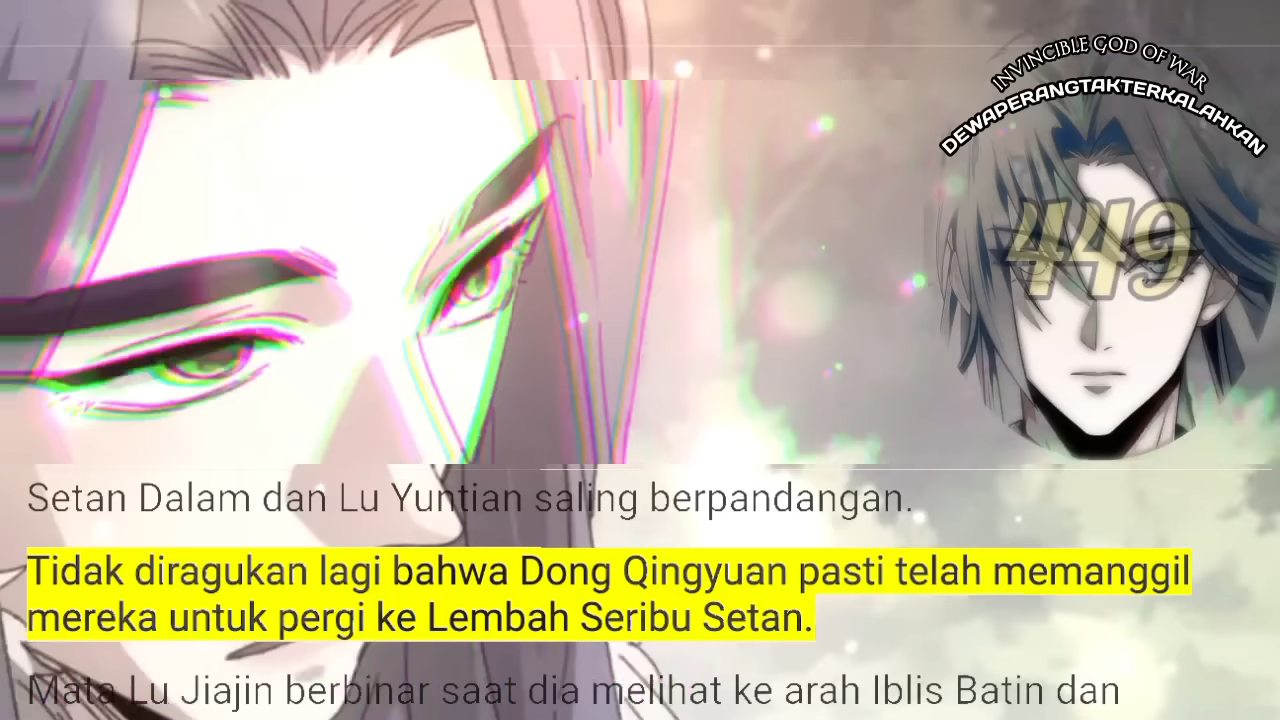 INVINCIBLE GOD OF WAR
DEWAPERANGTAKTERKALAHKAN
449
Setan Dalam dan Lu Yuntian saling berpandangan.
Tidak diragukan lagi bahwa Dong Qingyuan pasti telah memanggil
mereka untuk pergi ke Lembah Seribu Setan.
Mata Lu Jiajin berbinar saat dia melihat ke arah Iblis Batin dan